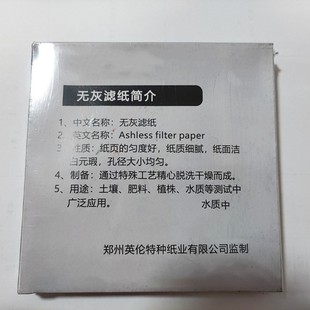 无灰滤纸简介
1、中文名称：无灰滤纸
2、英文名称：Ashless filter paper
3、性质：纸页的匀度好，纸质细腻，纸面洁
白元瑕，孔径大小均匀。
4、制备：通过特殊工艺精心脱洗干燥而成。
5、用途：土壤、肥料、植株、水质等测试中
广泛应用。
水质中
郑州英伦特种纸业有限公司监制